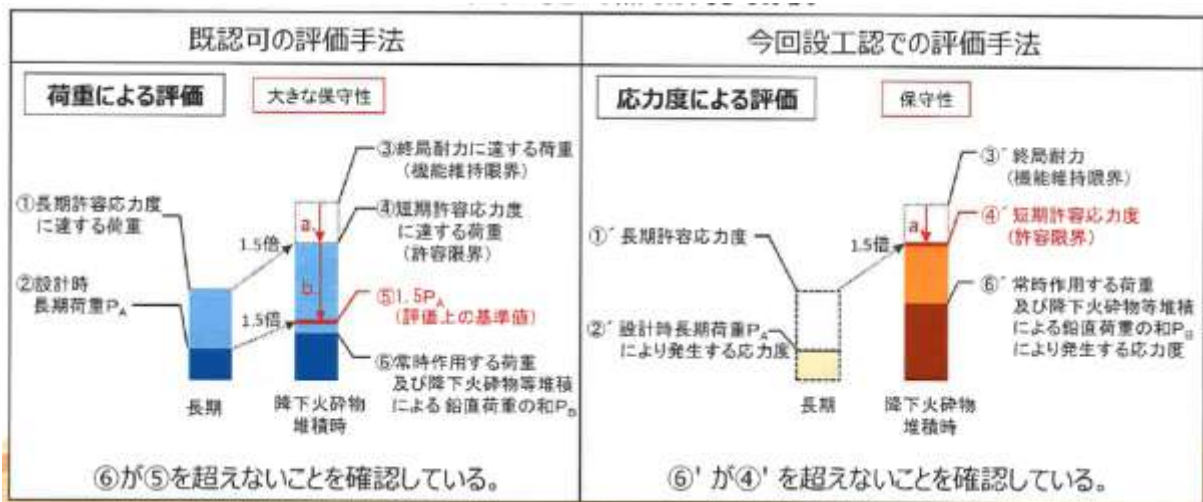 既認可の評価手法
今回設工認での評価手法
荷重による評価
大きな保守性
③終局耐力に達する荷重
(機能維持限界)
①長期許容応力度
に達する荷重
④短期許容応力度
に達する荷重
(許容限界)
a
1.5倍
②設計時
長期荷重PA
b
1.5倍
⑤1.5PA
(評価上の基準値)
⑥常時作用する荷重
及び降下火砕物等堆積
による鉛直荷重の和PB
長期
降下火砕物
堆積時
⑥が⑤を超えないことを確認している。
応力度による評価
保守性
③´終局耐力
(機能維持限界)
①´長期許容応力度
a
1.5倍
④´短期許容応力度
(許容限界)
②´設計時長期荷重PA
により発生する応力度
⑥´常時作用する荷重
及び降下火砕物等堆積
による鉛直荷重の和PB
により発生する応力度
長期
降下火砕物
堆積時
⑥'が④'を超えないことを確認している。